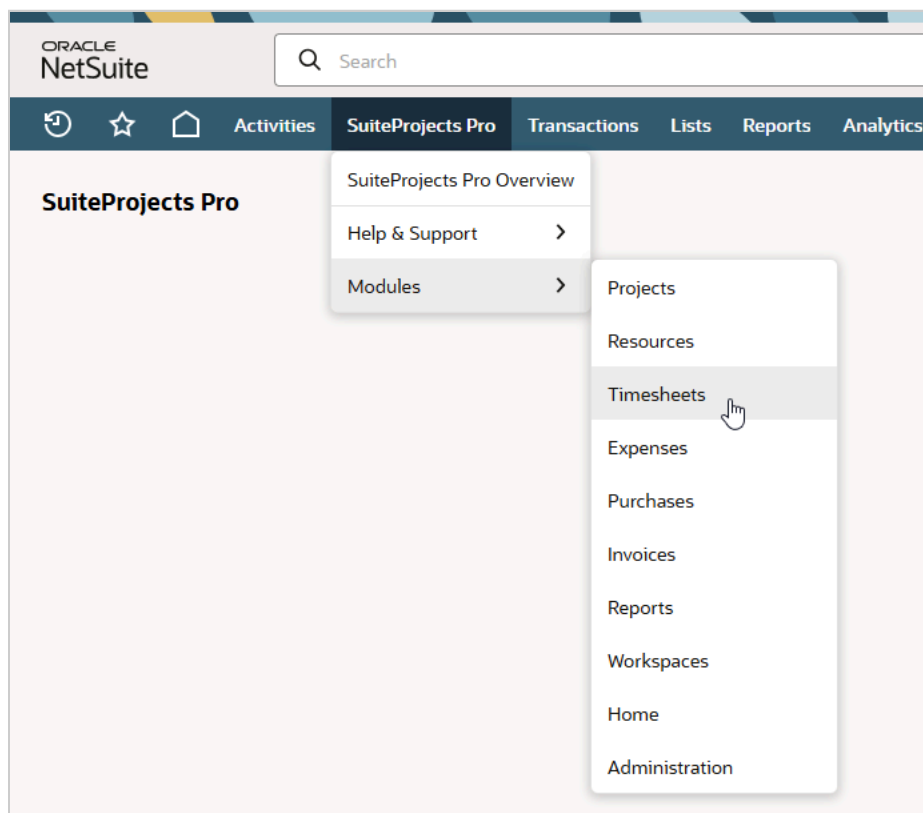 ORACLE
NetSuite
Search
Activities SuiteProjects Pro Transactions Lists Reports Analytics
SuiteProjects Pro
SuiteProjects Pro Overview
Help & Support
Modules
Projects
Resources
Timesheets
Expenses
Purchases
Invoices
Reports
Workspaces
Home
Administration